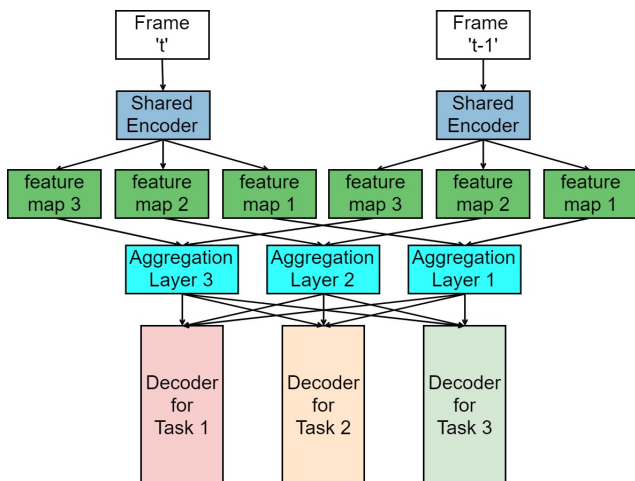 Frame
't'
Frame
't-1'
Shared
Encoder
Shared
Encoder
feature
map 3
feature
map 2
feature
map 1
feature
map 3
feature
map 2
feature
map 1
Aggregation
Layer 3
Aggregation
Layer 2
Aggregation
Layer 1
Decoder
for
Task 1
Decoder
for
Task 2
Decoder
for
Task 3